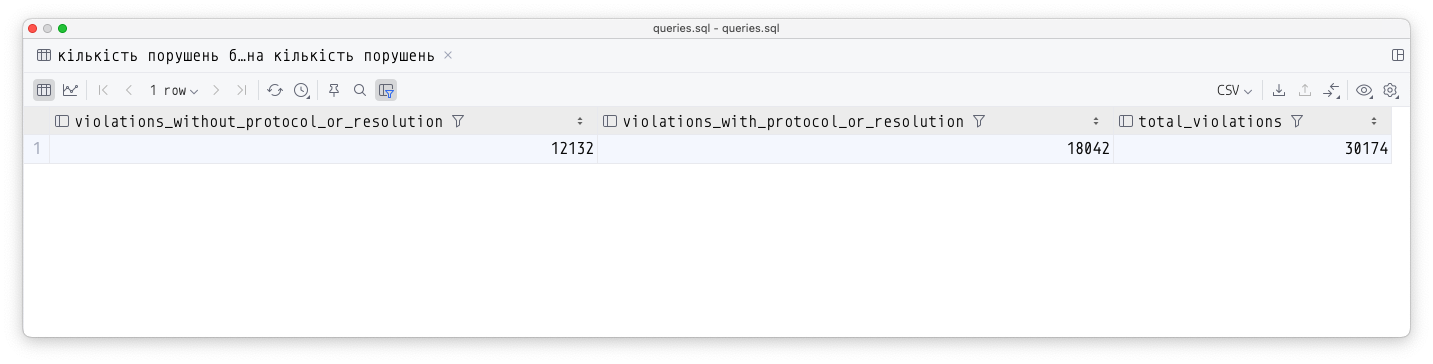 queries.sql - queries.sql
кількість порушень б…на кількість порушень
1 row
CSV
violations_without_protocol_or_resolution violations_with_protocol_or_resolution total_violations
1 12132 18042 30174